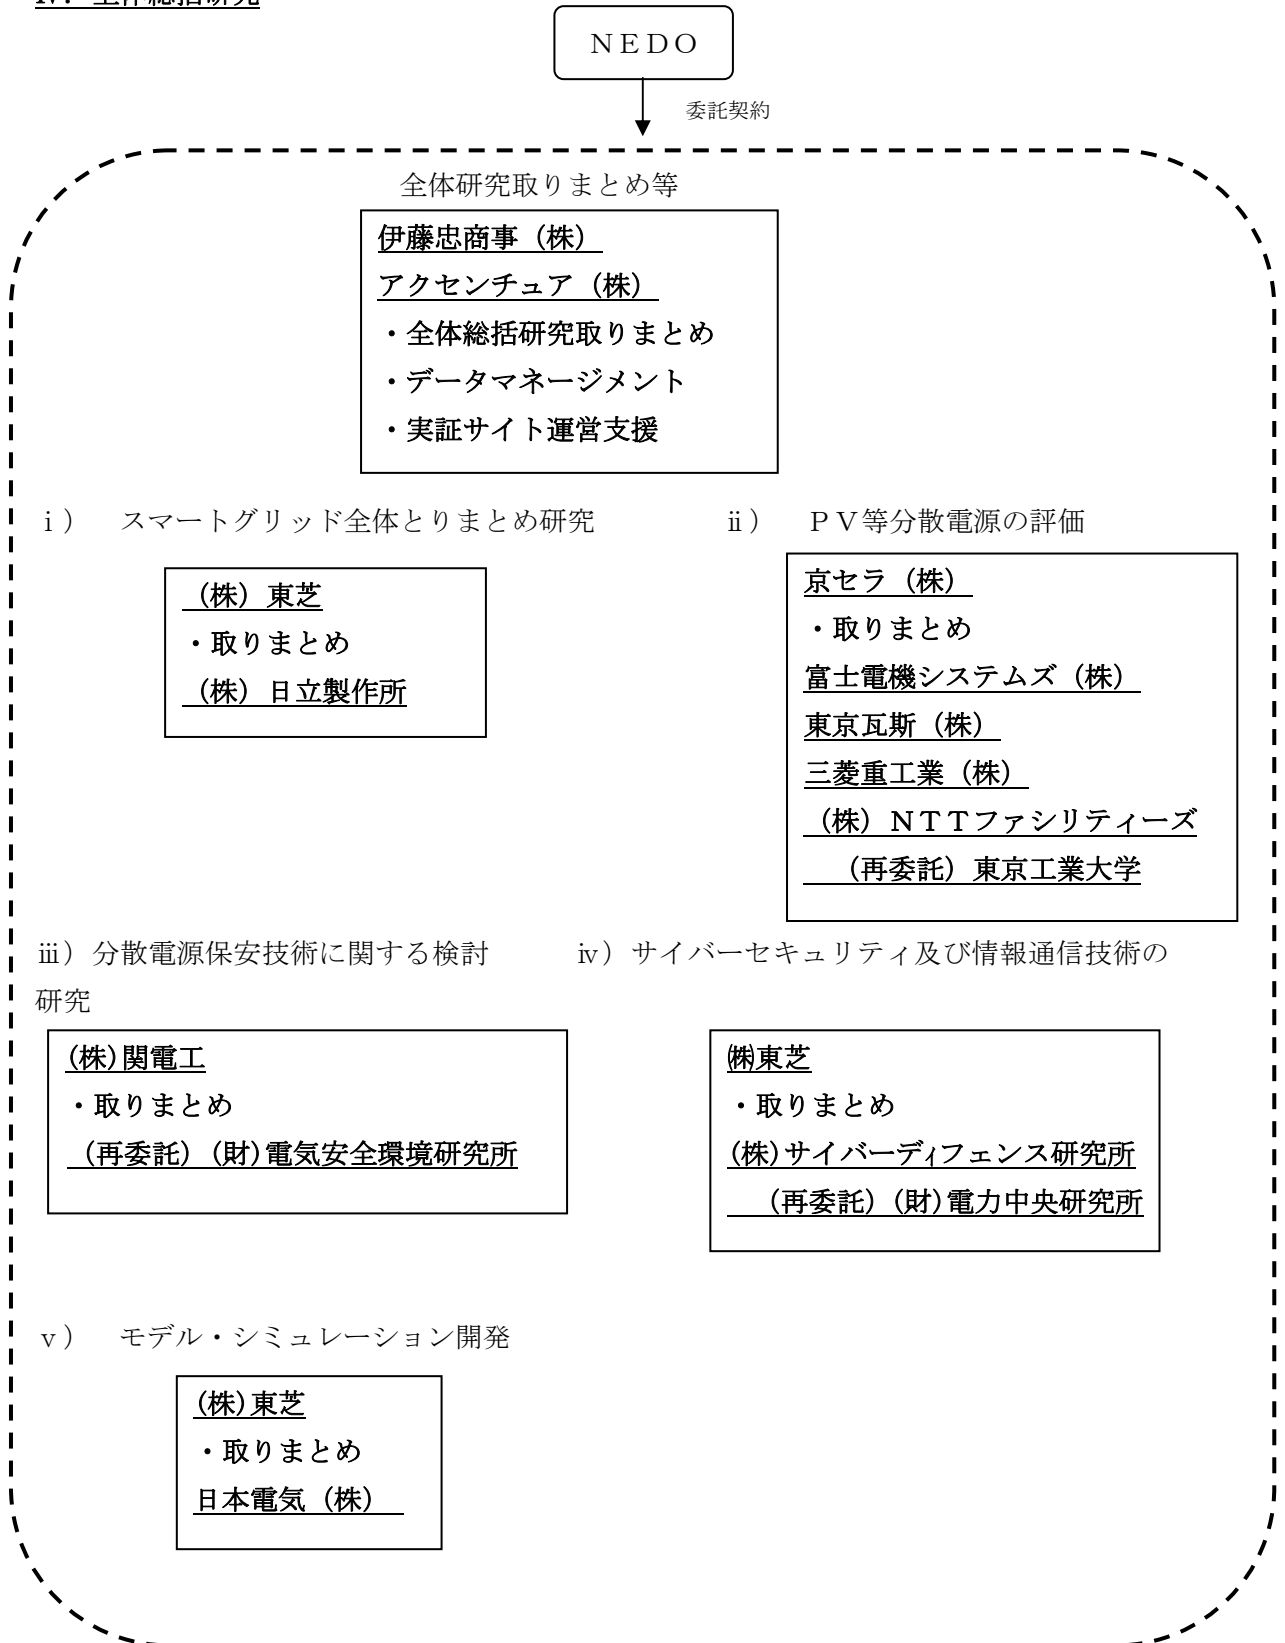 ＮＥＤＯ
委託契約
全体研究取りまとめ等
伊藤忠商事（株）
アクセンチュア（株）
・全体総括研究取りまとめ
・データマネージメント
・実証サイト運営支援
ⅰ） スマートグリッド全体とりまとめ研究
（株）東芝
・取りまとめ
（株）日立製作所
ⅱ） ＰＶ等分散電源の評価
京セラ（株）
・取りまとめ
富士電機システムズ（株）
東京瓦斯（株）
三菱重工業（株）
（株）ＮＴＴファシリティーズ
（再委託）東京工業大学
ⅲ）分散電源保安技術に関する検討 ⅳ）サイバーセキュリティ及び情報通信技術の
研究
(株)関電工
・取りまとめ
（再委託）(財)電気安全環境研究所
㈱東芝
・取りまとめ
(株)サイバーディフェンス研究所
（再委託）(財)電力中央研究所
ⅴ） モデル・シミュレーション開発
(株)東芝
・取りまとめ
日本電気（株）